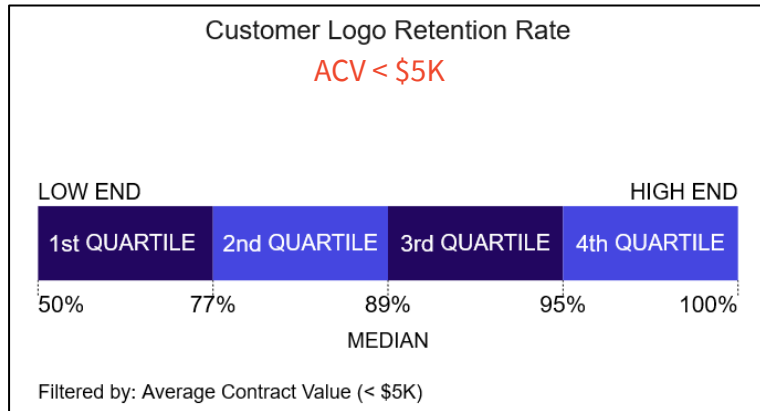 Customer Logo Retention Rate
ACV < $5K
LOW END HIGH END
1st QUARTILE 2nd QUARTILE 3rd QUARTILE 4th QUARTILE
50% 77% 89% 95% 100%
MEDIAN
Filtered by: Average Contract Value (< $5K)